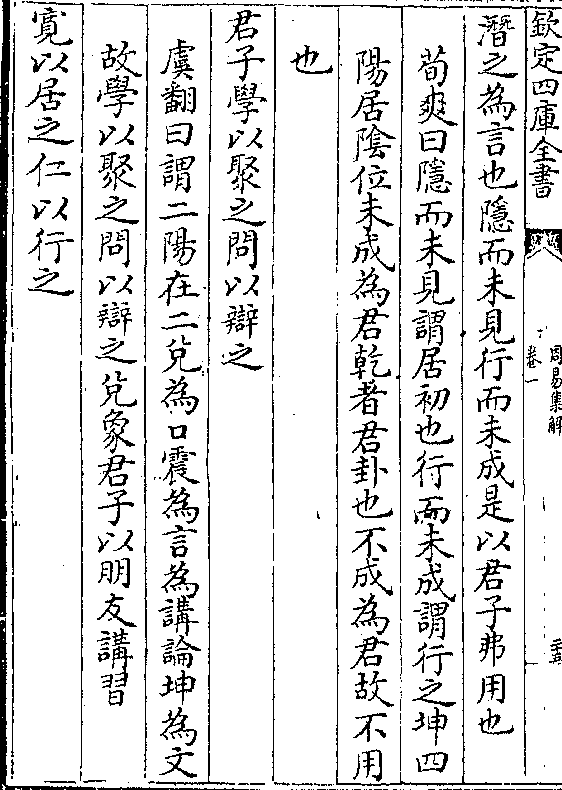 欽定四庫全書
周易集解
卷一
潛之為言也隱而未見行而未成是以君子弗用也
荀爽曰隱而未見謂居初也行而未成謂行之坤四
陽居陰位未成為君乾者君卦也不成為君故不用
也
君子學以聚之問以辯之
虞翻曰謂二陽在二兌為口震為言為講論坤為文
故學以聚之問以辯之兌象君子以朋友講習
寛以居之仁以行之